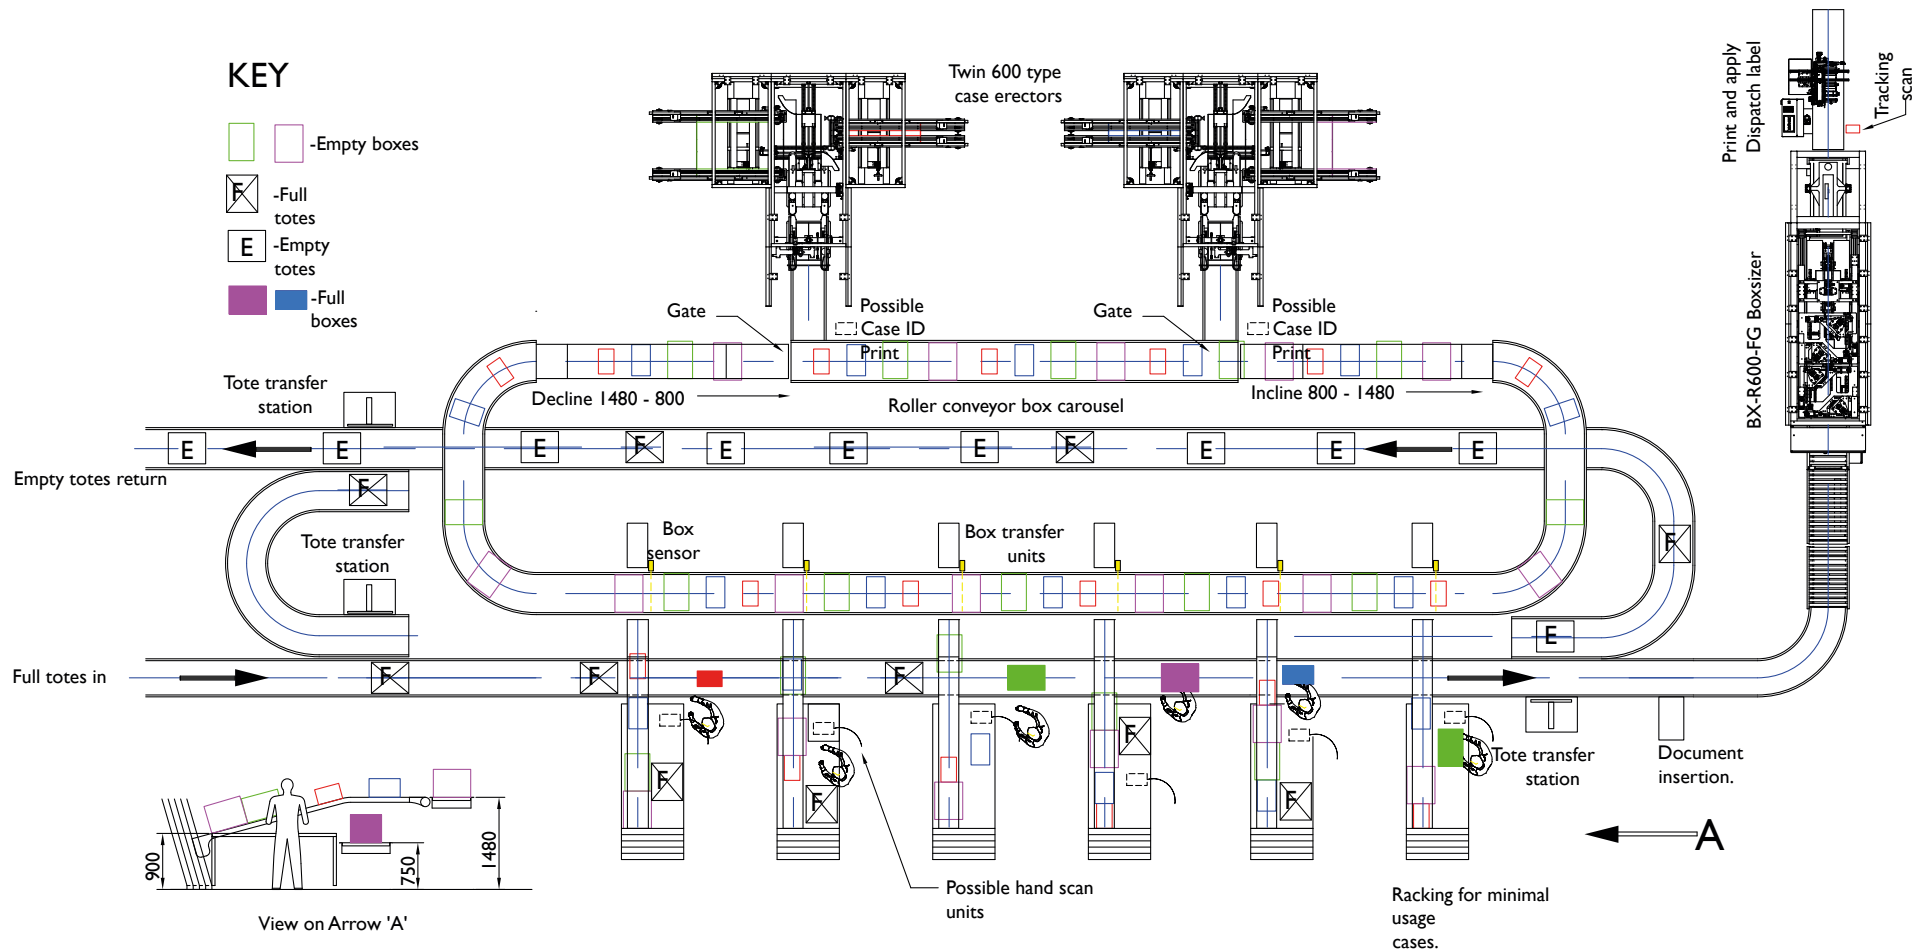 KEY
-Empty boxes
F
-Full
totes
E
-Empty
totes
-Full
boxes
Twin 600 type
case erectors
Print and apply
Dispatch label
Tracking
scan
BX-R600-FG Boxsizer
Gate
Possible
Case ID
Print
Gate
Possible
Case ID
Print
Decline 1480 - 800
Roller conveyor box carousel
Incline 800 - 1480
Tote transfer
station
E
E
E
F
E
E
E
F
E
E
E
Empty totes return
F
Tote transfer
station
Box
sensor
Box transfer
units
F
E
Full totes in
F
F
F
F
F
F
F
Tote transfer
station
Document
insertion.
A
900
750
1480
View on Arrow 'A'
Possible hand scan
units
Racking for minimal
usage
cases.